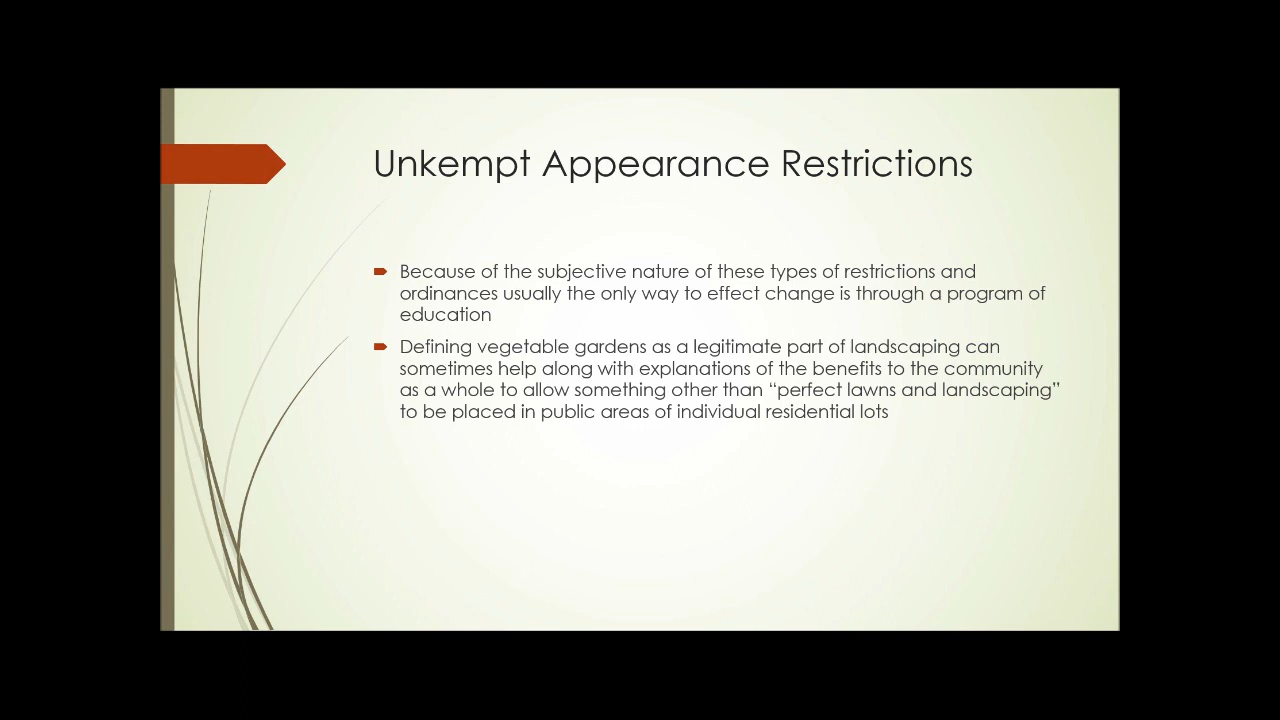 Unkempt Appearance Restrictions
Because of the subjective nature of these types of restrictions and
ordinances usually the only way to effect change is through a program of
education
Defining vegetable gardens as a legitimate part of landscaping can
sometimes help along with explanations of the benefits to the community
as a whole to allow something other than “perfect lawns and landscaping”
to be placed in public areas of individual residential lots